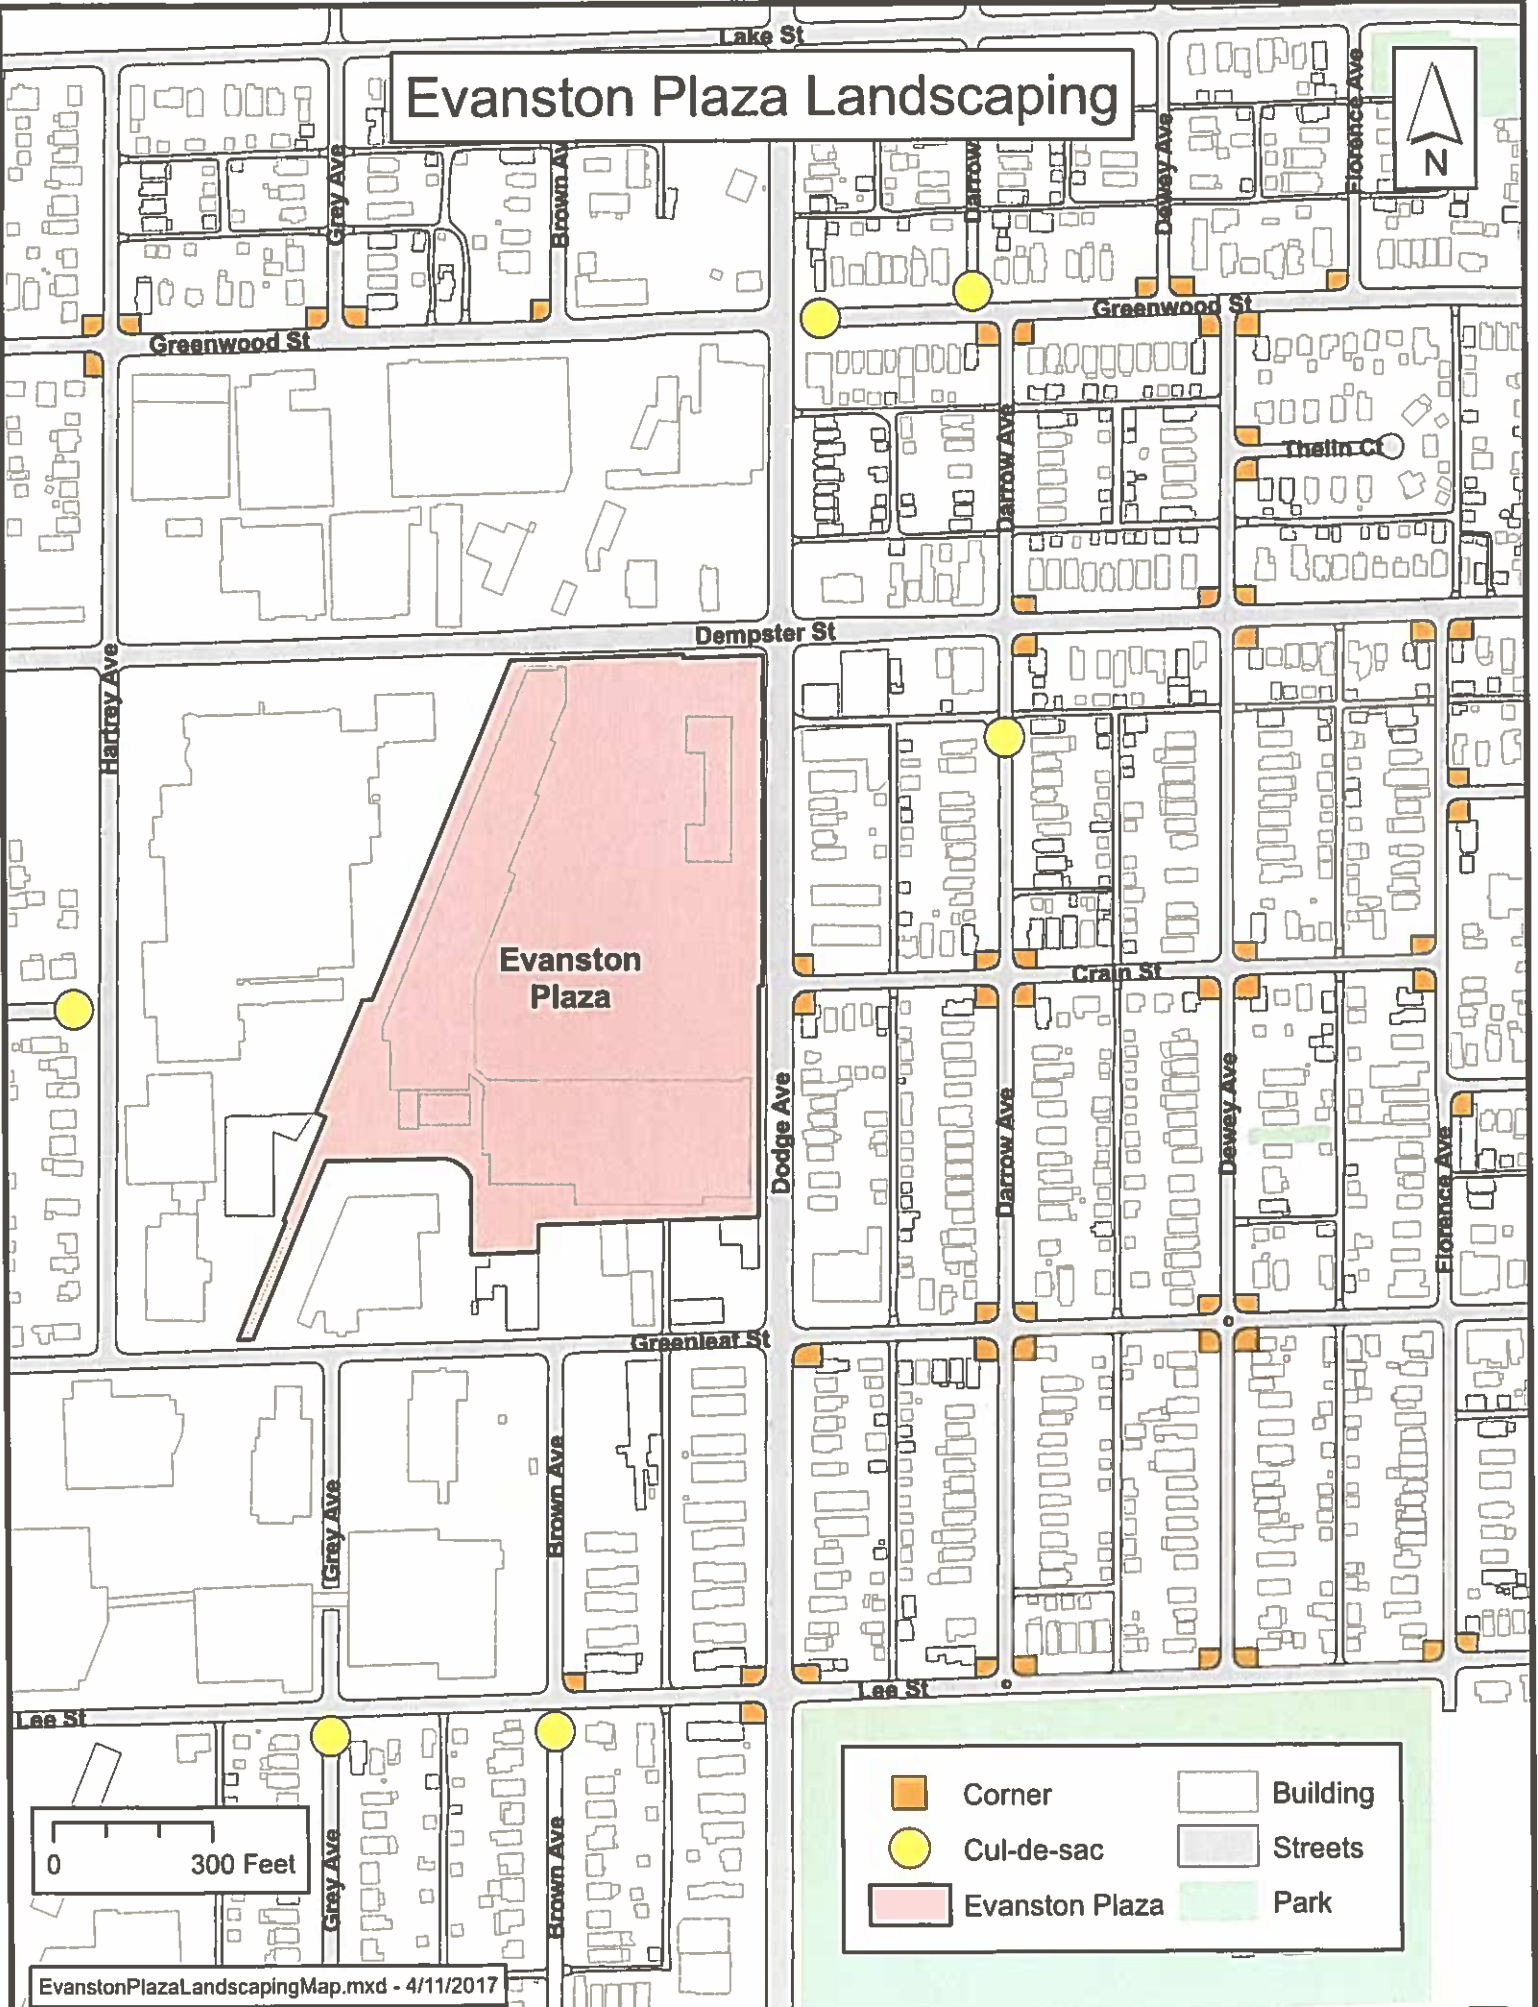 Lake St
Evanston Plaza Landscaping
N
Grey Ave
Brown Av
Darrow
Dewey Ave
Florence Ave
Greenwood St
Greenwood St
Thelin Ct
Darrow Ave
Dempster St
Hartrey Ave
Evanston
Plaza
Crain St
Dodge Ave
Darrow Ave
Dewey Ave
Florence Ave
Greenleaf St
Grey Ave
Brown Ave
Lee St
Lee St
0
300 Feet
Grey Ave
Brown Ave
Corner
Building
Cul-de-sac
Streets
Evanston Plaza
Park
EvanstonPlazaLandscapingMap.mxd - 4/11/2017